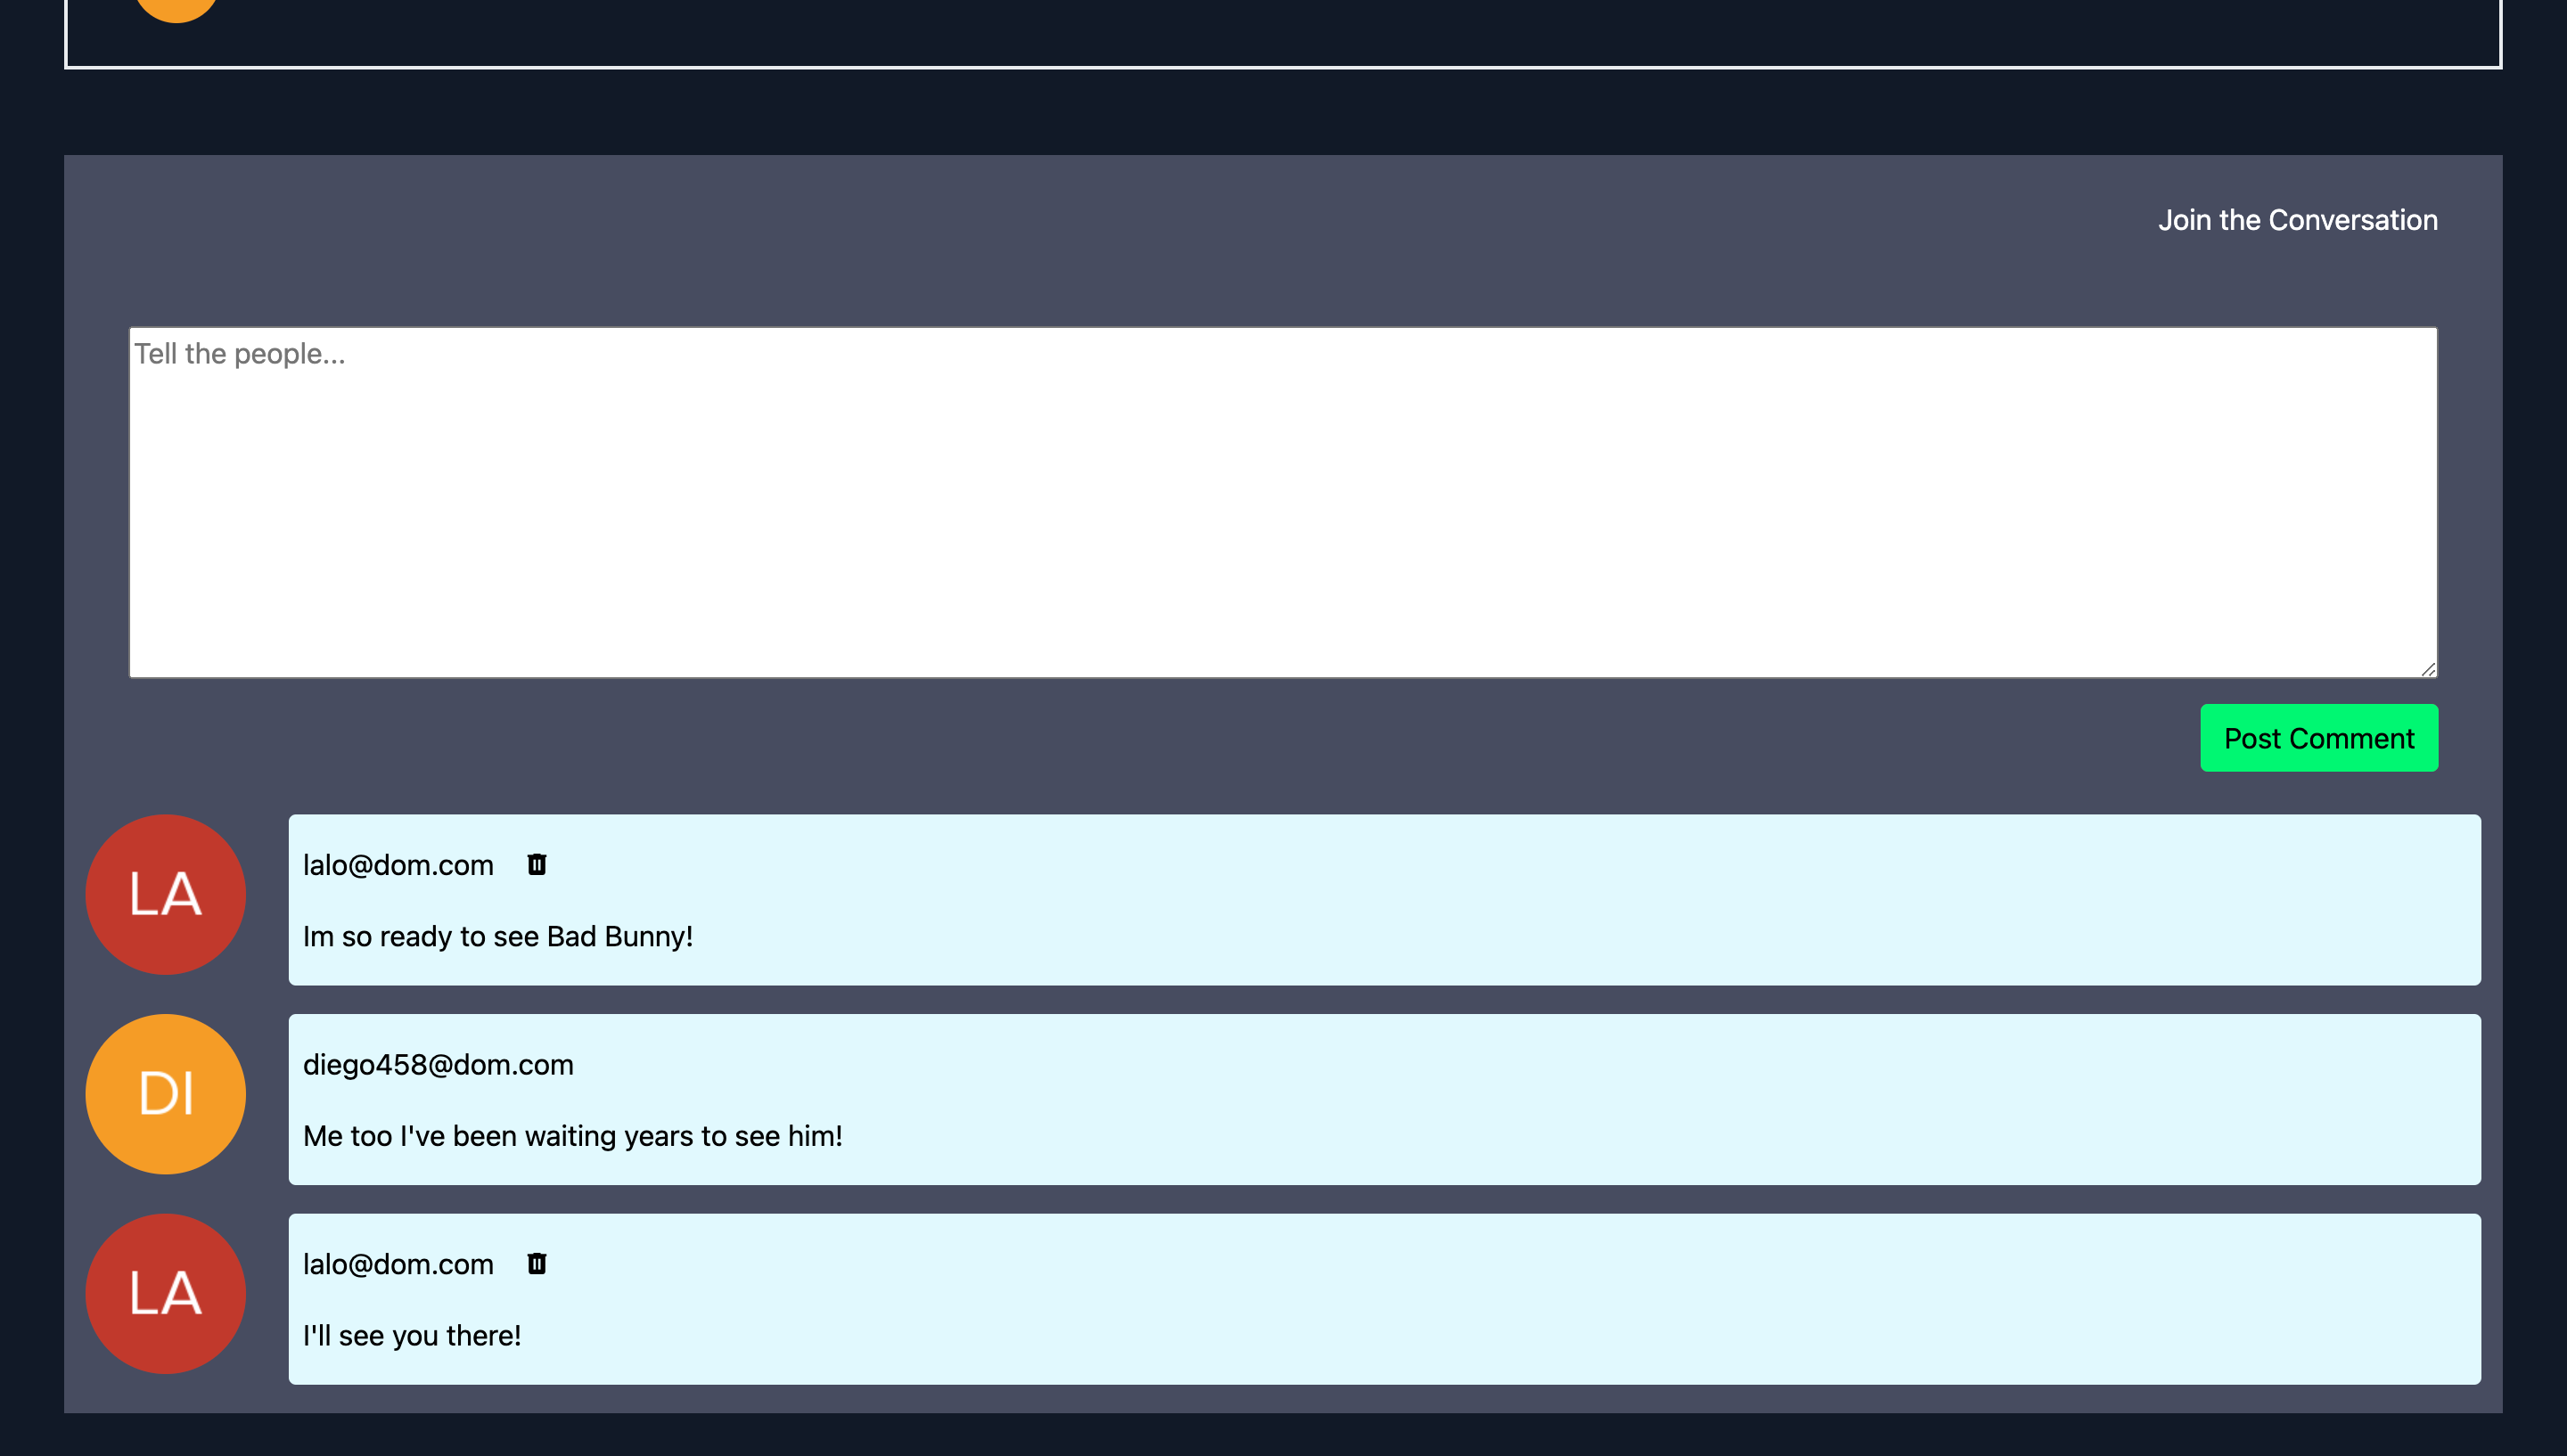 Join the Conversation
Tell the people...
Post Comment
LA
lalo@dom.com
Im so ready to see Bad Bunny!
DI
diego458@dom.com
Me too I've been waiting years to see him!
LA
lalo@dom.com
I'll see you there!